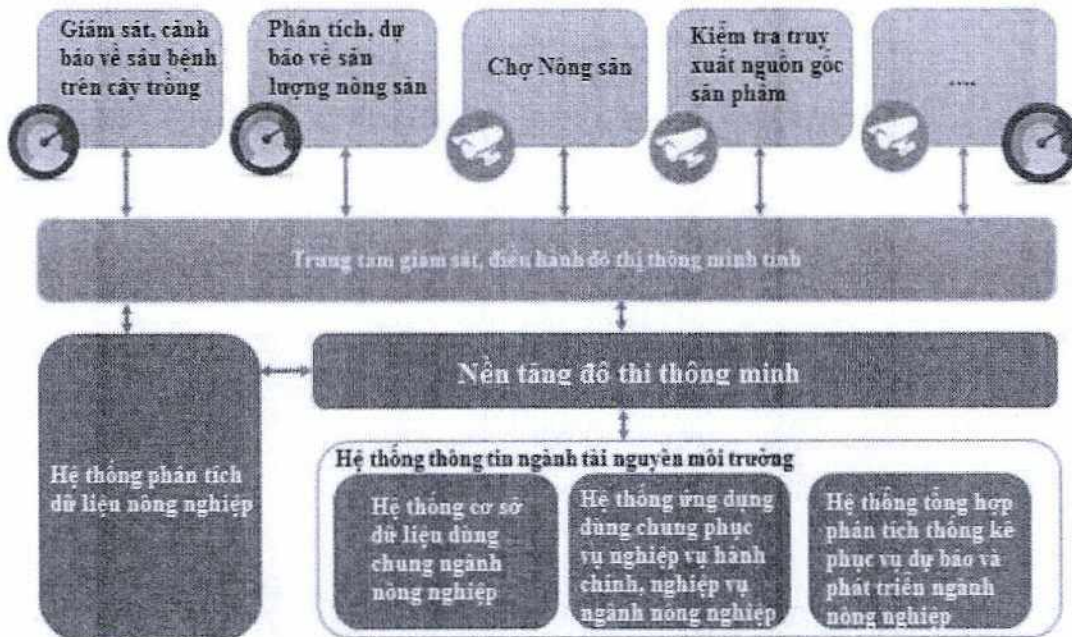 Giám sát, cảnh
báo về sâu bệnh
trên cây trồng
Phân tích, dự
báo về sản
lượng nông sản
Chợ Nông sản
Kiểm tra truy
xuất nguồn gốc
sản phẩm
....
Trung tâm giám sát, điều hành đô thị thông minh tỉnh
Nền tảng đô thị thông minh
Hệ thống phân tích
dữ liệu nông nghiệp
Hệ thống thông tin ngành tài nguyên môi trường
Hệ thống cơ sở
dữ liệu dùng
chung ngành
nông nghiệp
Hệ thống ứng dụng
dùng chung phục
vụ nghiệp vụ hành
chính, nghiệp vụ
ngành nông nghiệp
Hệ thống tổng hợp
phân tích thống kê
phục vụ dự báo và
phát triển ngành
nông nghiệp